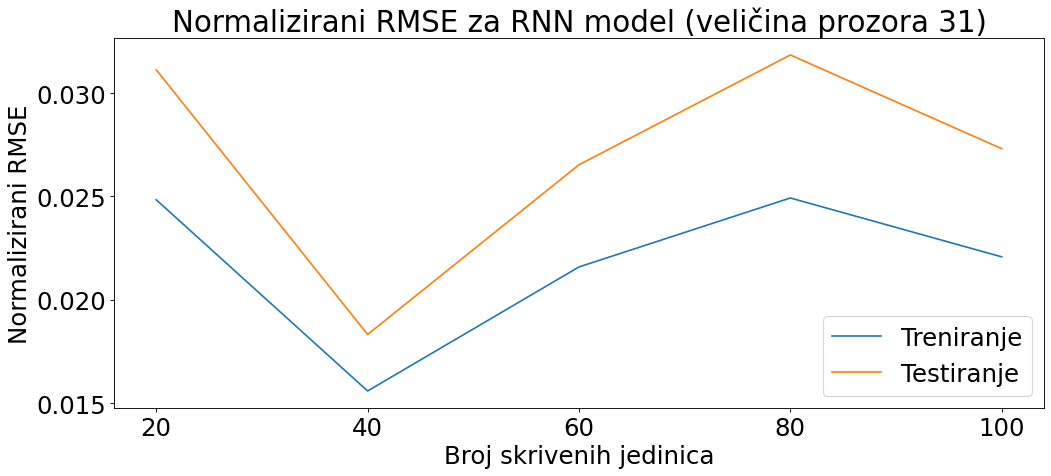 Normalizirani RMSE za RNN model (veličina prozora 31)
Normalizirani RMSE
0.030
0.025
0.020
0.015
20 40 60 80 100
Broj skrivenih jedinica
Treniranje
Testiranje